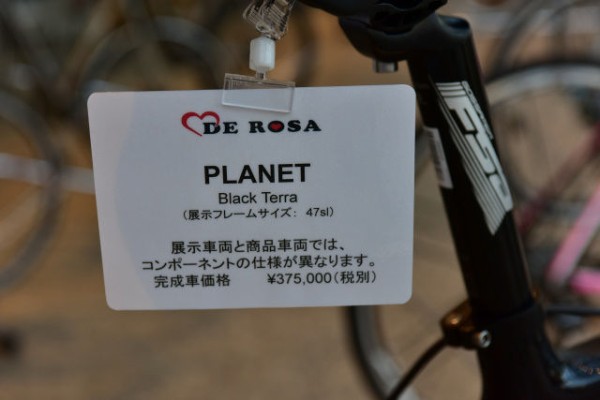 DE ROSA
PLANET
Black Terra
（展示フレームサイズ： 47sl）
展示車両と商品車両では、
コンポーネントの仕様が異なります。
完成車価格 ¥375,000（税別）
FSA